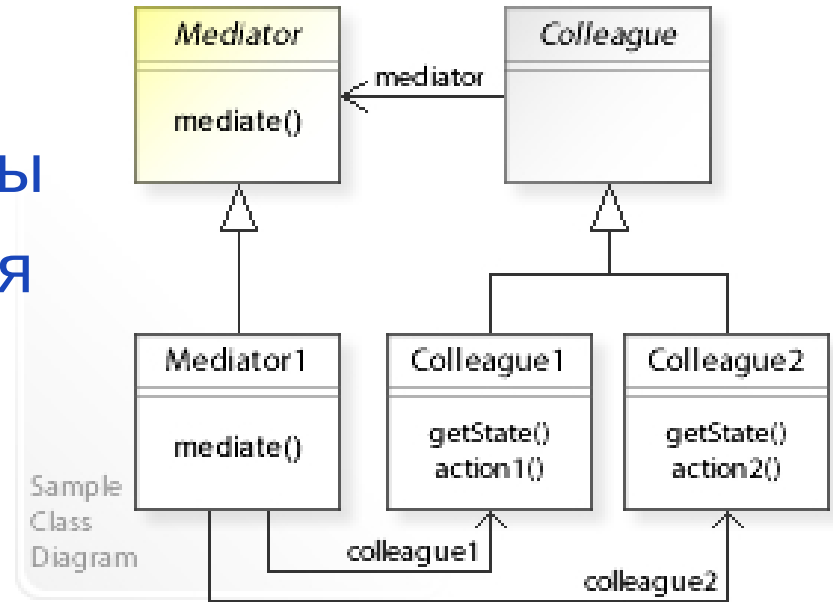 Mediator
Colleague
mediator
mediate()
ы
я
Mediator1
Colleague1
Colleague2
mediate()
getState()
action1()
getState()
action2()
Sample
Class
Diagram
colleague1
colleague2